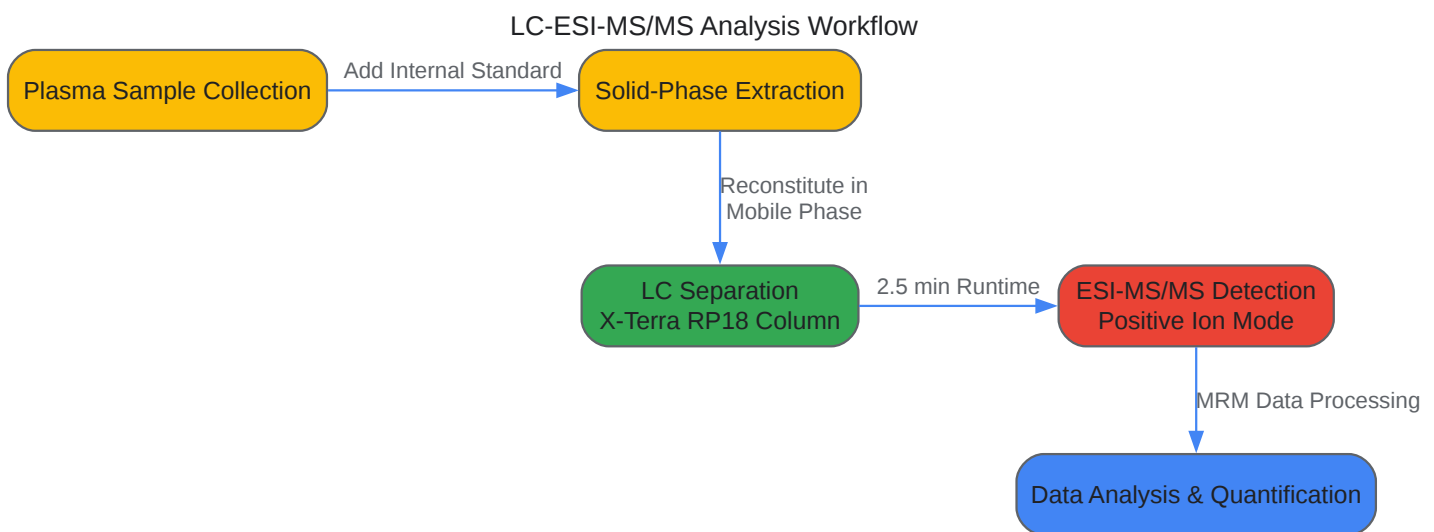 LC-ESI-MS/MS Analysis Workflow
Plasma Sample Collection
Add Internal Standard
Solid-Phase Extraction
Reconstitute in
Mobile Phase
LC Separation
X-Terra RP18 Column
2.5 min Runtime
ESI-MS/MS Detection
Positive Ion Mode
MRM Data Processing
Data Analysis & Quantification